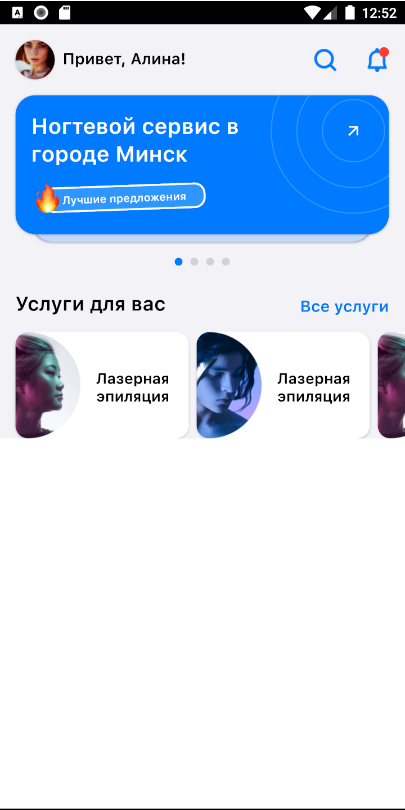 12:52
Привет, Алина!
Ногтевой сервис в
городе Минск
Лучшие предложения
Услуги для вас
Все услуги
Лазерная
эпиляция
Лазерная
эпиляция